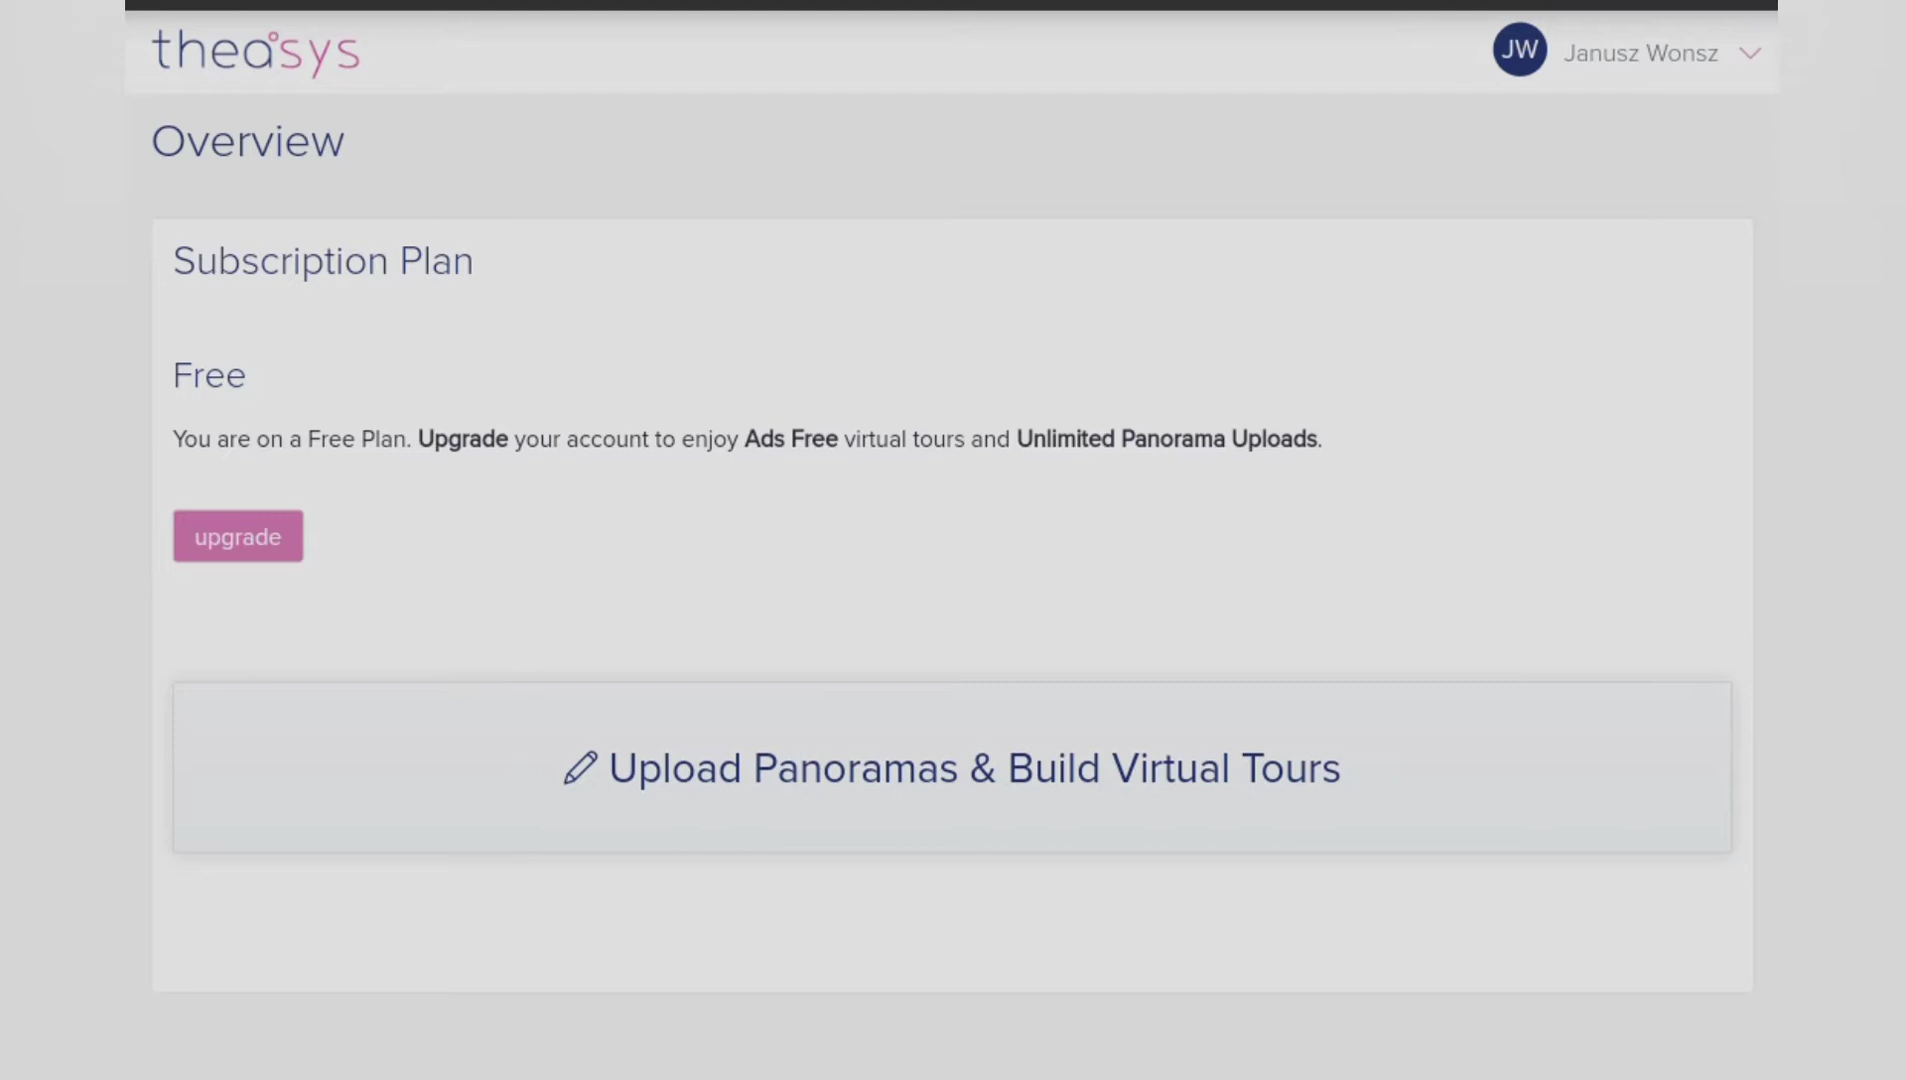 theasys
JW Janusz Wonsz
Overview
Subscription Plan
Free
You are on a Free Plan. Upgrade your account to enjoy Ads Free virtual tours and Unlimited Panorama Uploads.
upgrade
Upload Panoramas & Build Virtual Tours